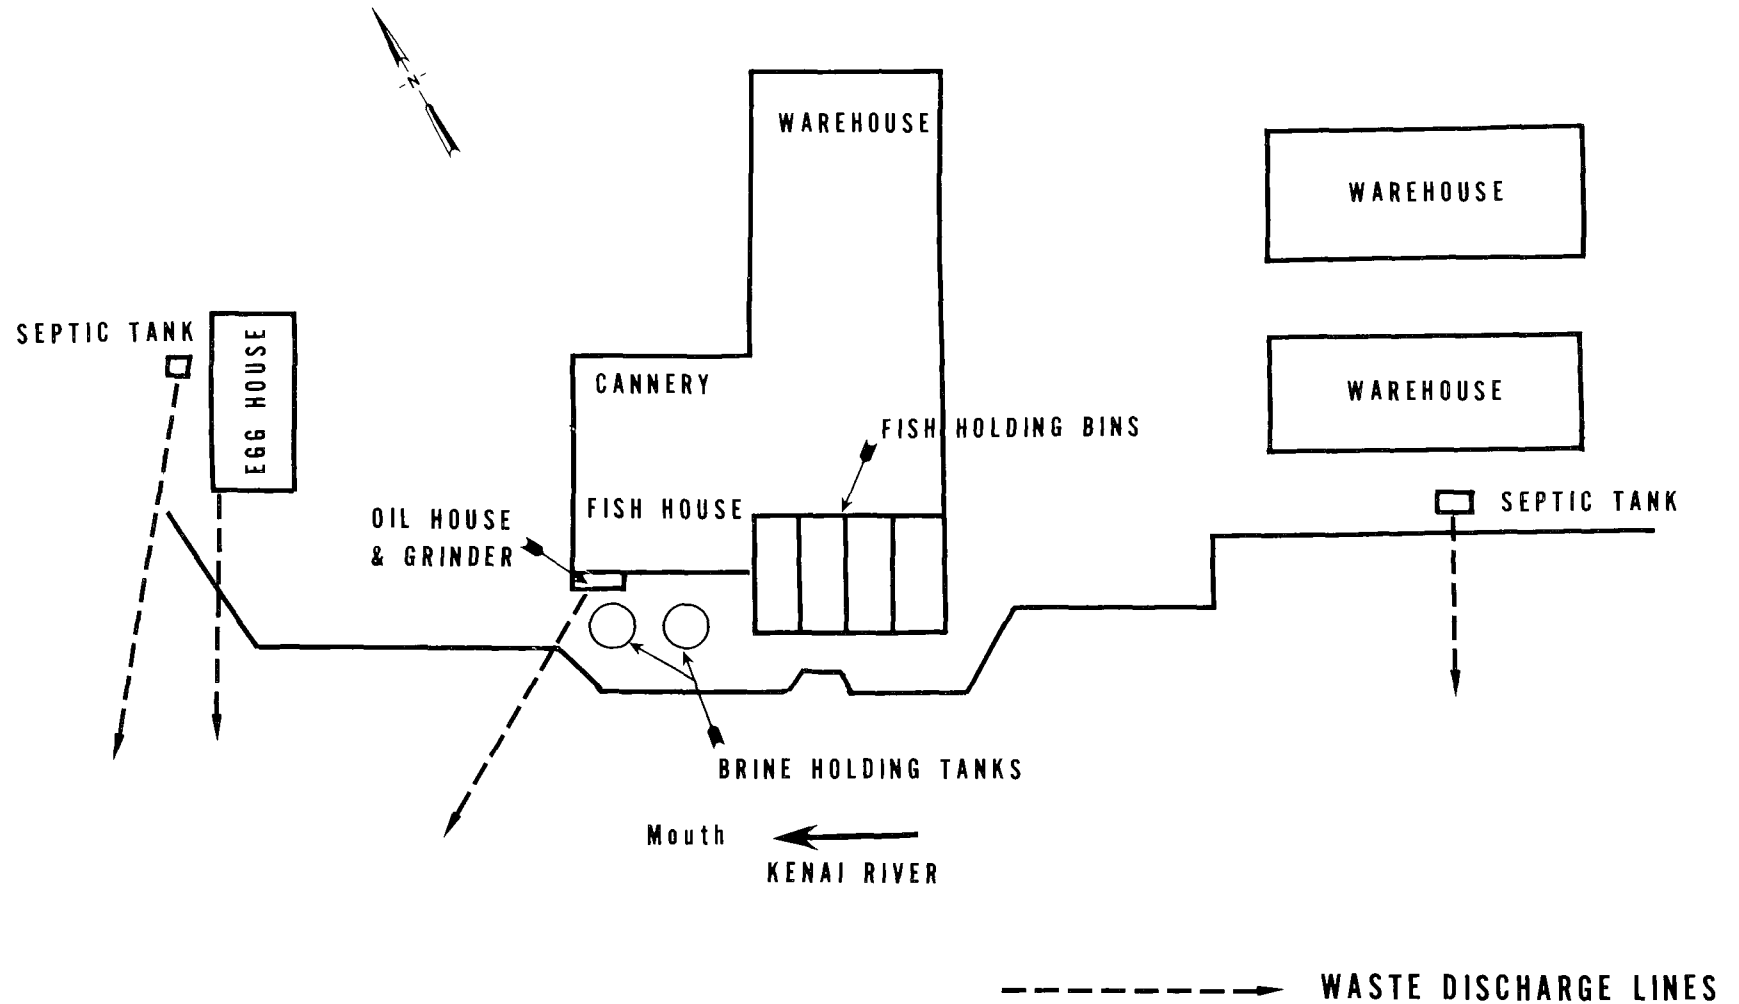 N
WAREHOUSE
WAREHOUSE
SEPTIC TANK
EGG HOUSE
CANNERY
WAREHOUSE
FISH HOLDING BINS
FISH HOUSE
OIL HOUSE
& GRINDER
SEPTIC TANK
BRINE HOLDING TANKS
Mouth
KENAI RIVER
WASTE DISCHARGE LINES